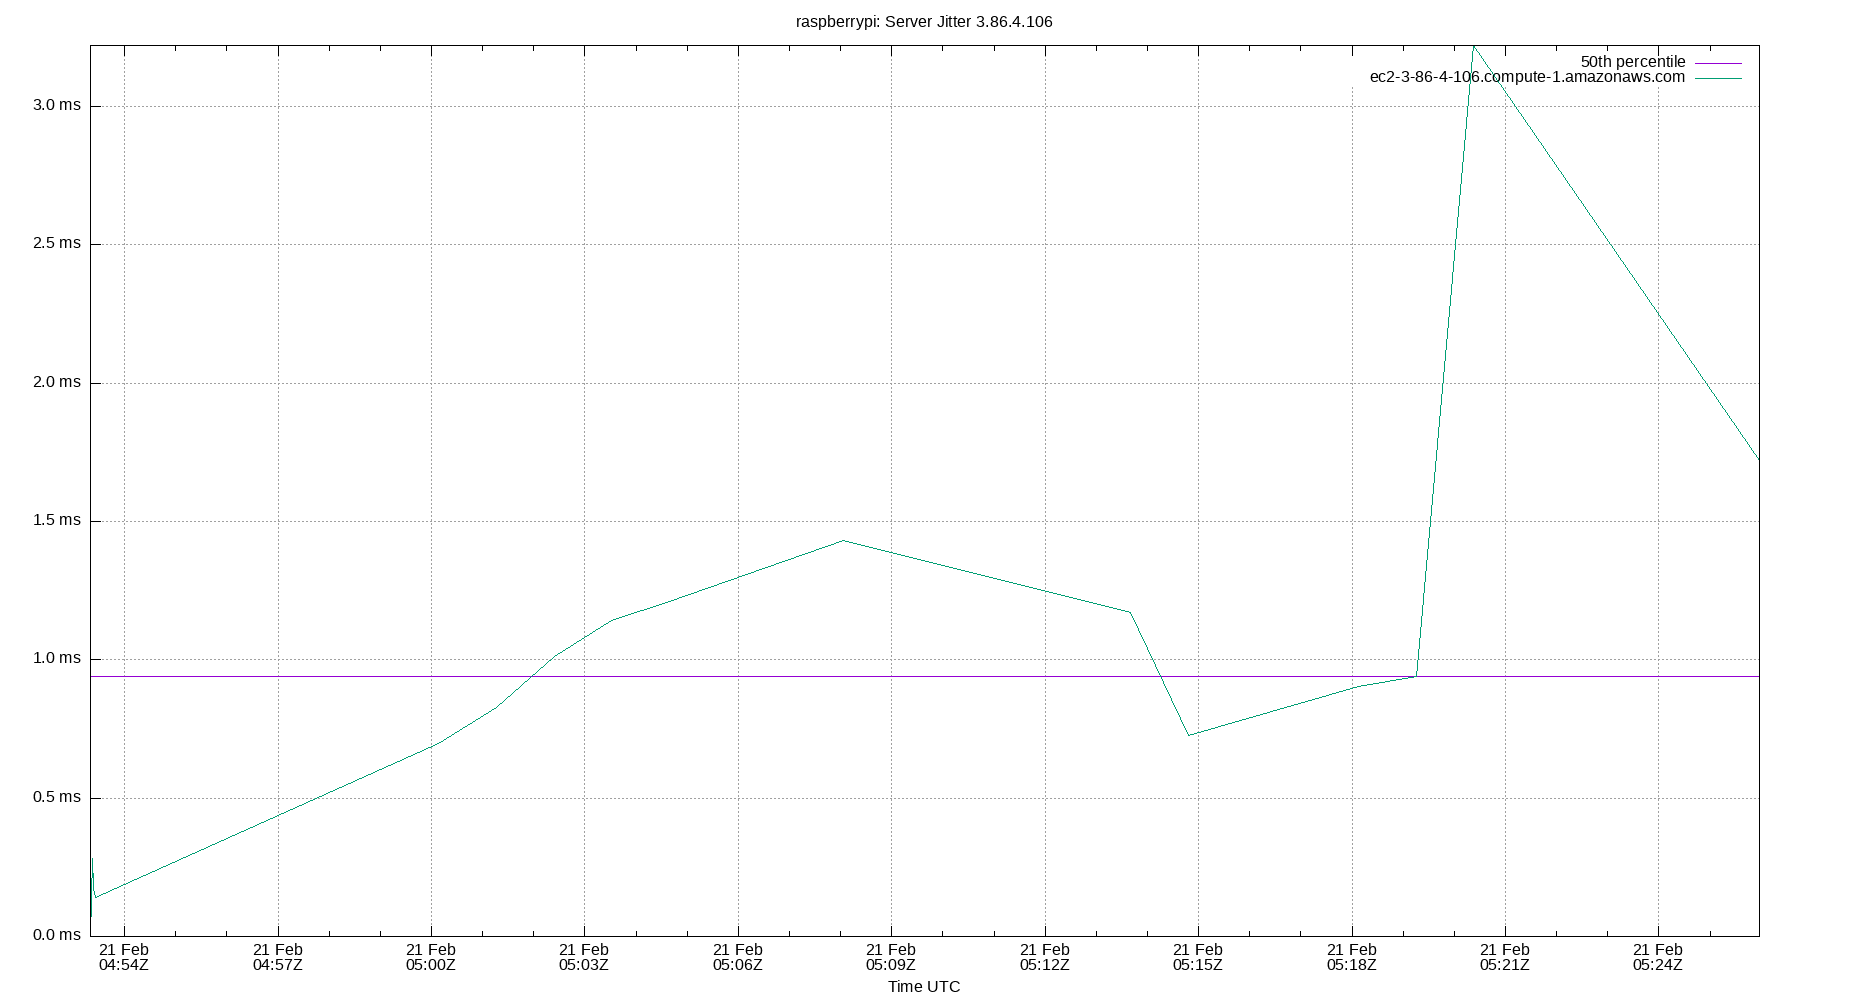 raspberrypi: Server Jitter 3.86.4.106
50th percentile
ec2-3-86-4-106.compute-1.amazonaws.com
3.0 ms
2.5 ms
2.0 ms
1.5 ms
1.0 ms
0.5 ms
0.0 ms
21 Feb 21 Feb 21 Feb 21 Feb 21 Feb 21 Feb 21 Feb 21 Feb 21 Feb 21 Feb 21 Feb
04:54Z 04:57Z 05:00Z 05:03Z 05:06Z 05:09Z 05:12Z 05:15Z 05:18Z 05:21Z 05:24Z
Time UTC